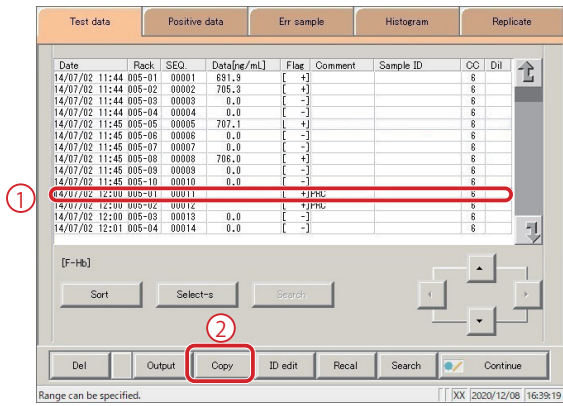 Test data Positive data Err sample Histogram Replicate
Date Rack SEQ. Data[ng/mL] Flag Comment Sample ID CC Dil
14/07/02 11:44 005-01 00001 691.9 [ +] 6
14/07/02 11:44 005-02 00002 705.3 [ +] 6
14/07/02 11:44 005-03 00003 0.0 [ -] 6
14/07/02 11:44 005-04 00004 0.0 [ -] 6
14/07/02 11:45 005-05 00005 707.1 [ +] 6
14/07/02 11:45 005-06 00006 0.0 [ -] 6
14/07/02 11:45 005-07 00007 0.0 [ -] 6
14/07/02 11:45 005-08 00008 706.0 [ +] 6
14/07/02 11:45 005-09 00009 0.0 [ -] 6
14/07/02 11:45 005-10 00010 0.0 [ -] 6
1 14/07/02 12:00 005-01 00011 [ +]PRC 6
14/07/02 12:00 005-02 00012 [ +]PRC 6
14/07/02 12:00 005-03 00013 0.0 [ -] 6
14/07/02 12:01 005-04 00014 0.0 [ -] 6
[F-Hb]
Sort Select-s Search
2
Del Output Copy ID edit Recal Search Continue
Range can be specified. XX 2020/12/08 16:39:19